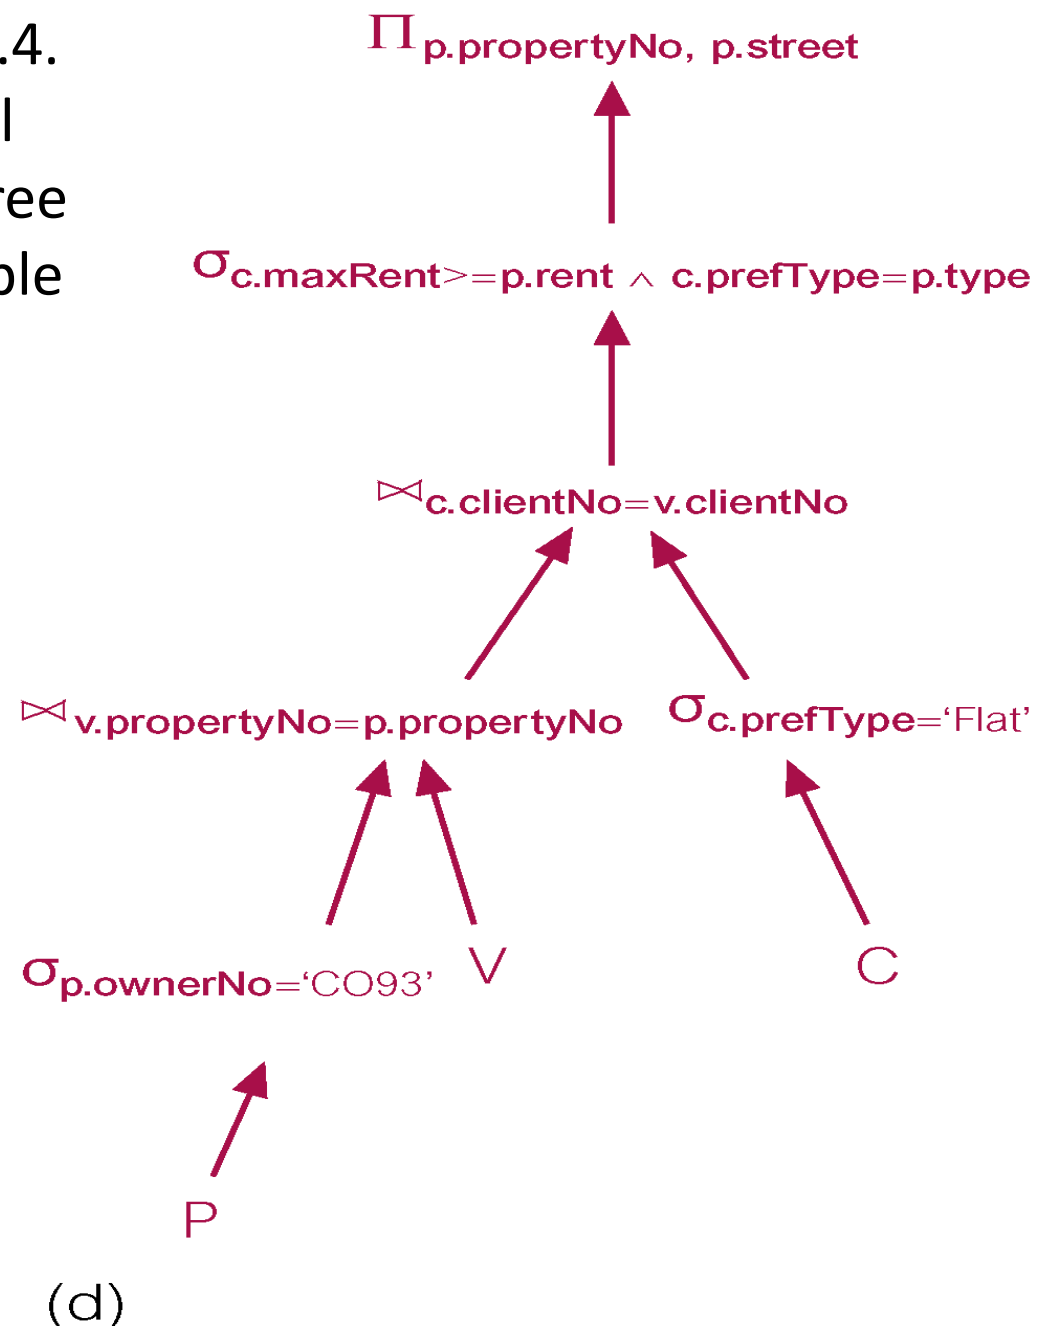 .4.
l
ree
ble
Πp.propertyNo, p.street
σc.maxRent>=p.rent ∧ c.prefType=p.type
⋈c.clientNo=v.clientNo
⋈v.propertyNo=p.propertyNo
σc.prefType=‘Flat’
σp.ownerNo=‘CO93’
V
C
P
(d)